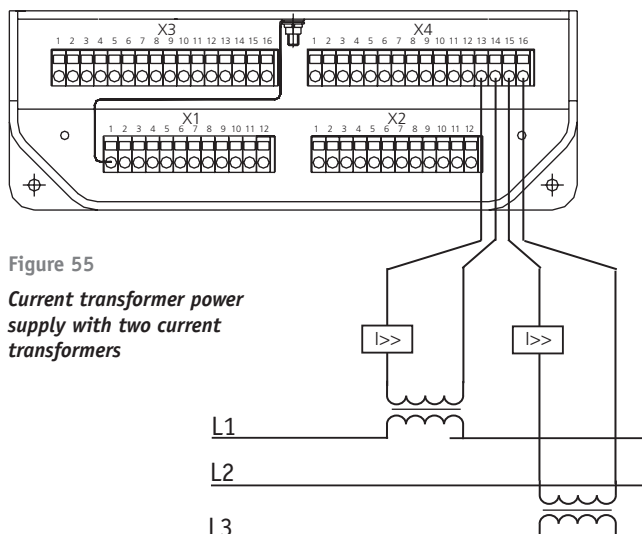 X3
X4
1 2 3 4 5 6 7 8 9 10 11 12 13 14 15 16
1 2 3 4 5 6 7 8 9 10 11 12 13 14 15 16
X1
X2
1 2 3 4 5 6 7 8 9 10 11 12
1 2 3 4 5 6 7 8 9 10 11 12
Figure 55
Current transformer power
supply with two current
transformers
I>>
I>>
L1
L2
L3